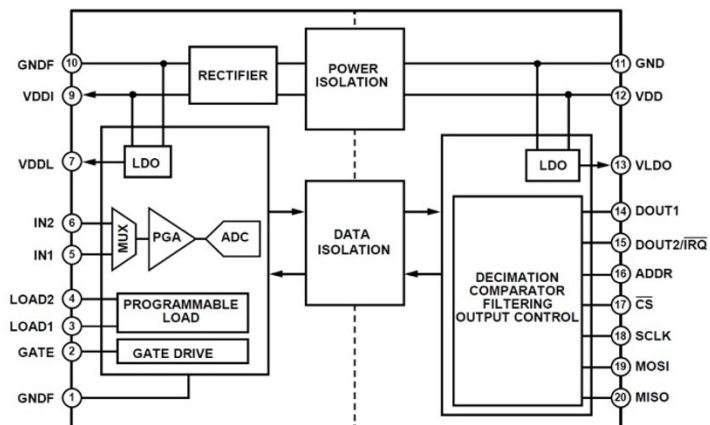 GNDF 10
VDDI 9
VDDL 7
IN2 6
IN1 5
LOAD2 4
LOAD1 3
GATE 2
GNDF 1
RECTIFIER
POWER
ISOLATION
LDO
MUX
PGA
ADC
PROGRAMMABLE
LOAD
GATE DRIVE
DATA
ISOLATION
LDO
DECIMATION
COMPARATOR
FILTERING
OUTPUT CONTROL
11 GND
12 VDD
13 VLDO
14 DOUT1
15 DOUT2/IRQ
16 ADDR
17 CS
18 SCLK
19 MOSI
20 MISO